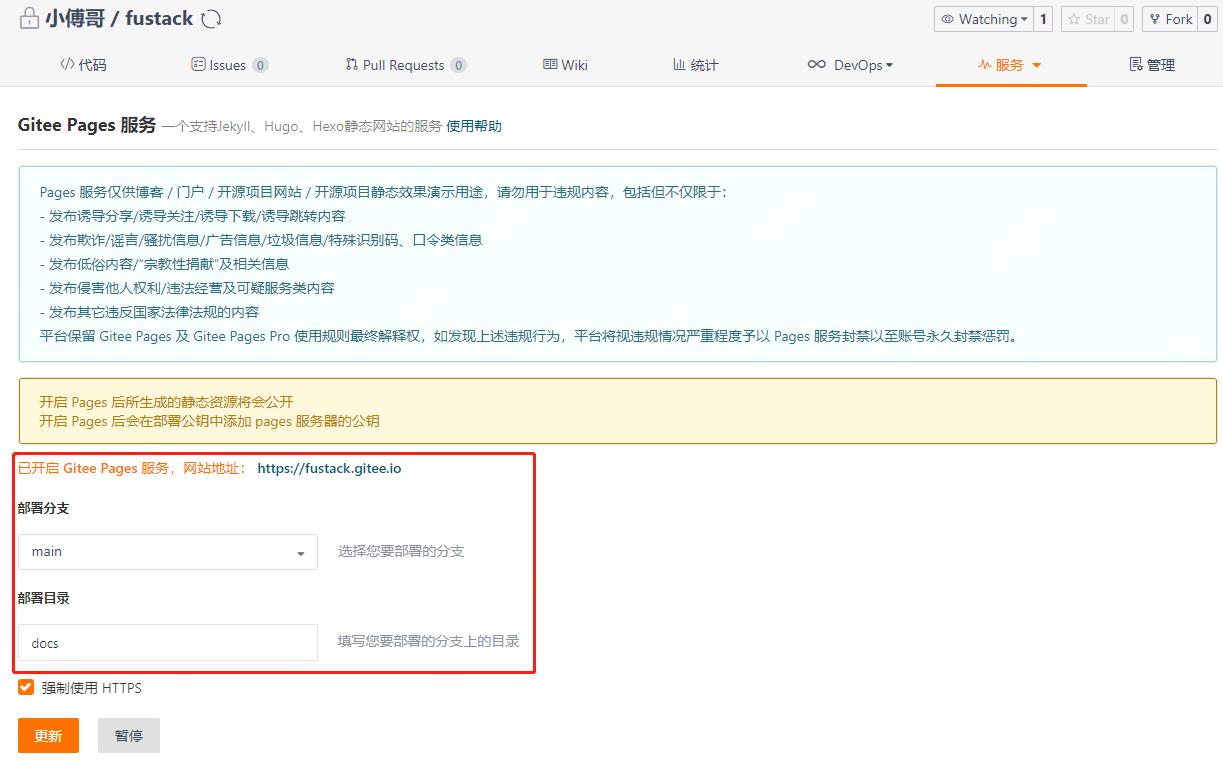 小傅哥 / fustack
Watching 1 Star 0 Fork 0
代码 Issues 0 Pull Requests 0 Wiki 统计 DevOps 服务 管理
Gitee Pages 服务 —个支持Jekyll、Hugo、Hexo静态网站的服务 使用帮助
Pages 服务仅供博客 / 门户 / 开源项目网站 / 开源项目静态效果演示用途，请勿用于违规内容，包括但不仅限于：
- 发布诱导分享/诱导关注/诱导下载/诱导跳转内容
- 发布欺诈/谣言/骚扰信息/广告信息/垃圾信息/特殊识别码、口令类信息
- 发布低俗内容/“宗教性捐献”及相关信息
- 发布侵害他人权利/违法经营及可疑服务类内容
- 发布其它违反国家法律法规的内容
平台保留 Gitee Pages 及 Gitee Pages Pro 使用规则最终解释权，如发现上述违规行为，平台将视违规情况严重程度予以 Pages 服务封禁以至账号永久封禁惩罚。
开启 Pages 后所生成的静态资源将会公开
开启 Pages 后会在部署公钥中添加 pages 服务器的公钥
已开启 Gitee Pages 服务，网站地址： https://fustack.gitee.io
部署分支
main 选择您要部署的分支
部署目录
docs 填写您要部署的分支上的目录
强制使用 HTTPS
更新 暂停